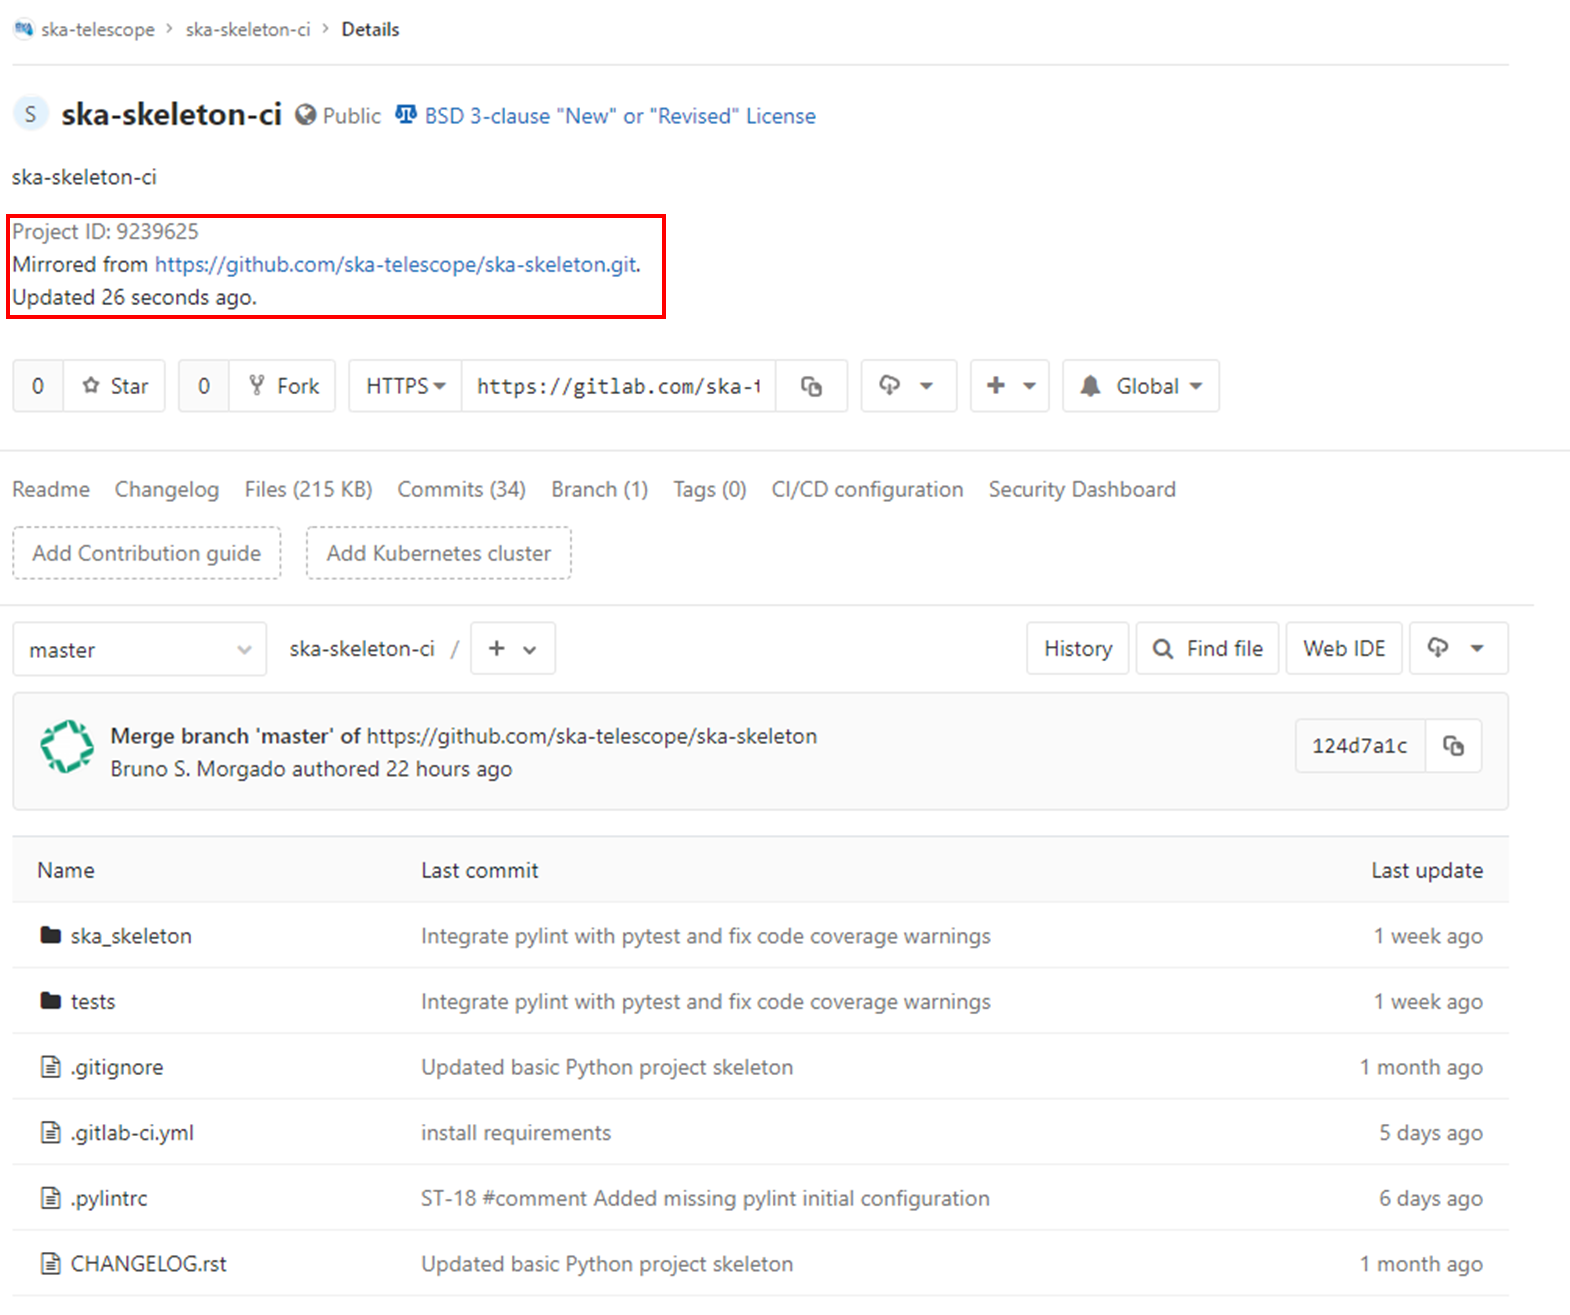 ska-telescope > ska-skeleton-ci > Details
S ska-skeleton-ci Public BSD 3-clause "New" or "Revised" License
ska-skeleton-ci
Project ID: 9239625
Mirrored from https://github.com/ska-telescope/ska-skeleton.git.
Updated 26 seconds ago.
0 Star 0 Fork HTTPS https://gitlab.com/ska-t Global
Readme Changelog Files (215 KB) Commits (34) Branch (1) Tags (0) CI/CD configuration Security Dashboard
Add Contribution guide Add Kubernetes cluster
master ska-skeleton-ci / + History Find file Web IDE
Merge branch 'master' of https://github.com/ska-telescope/ska-skeleton
Bruno S. Morgado authored 22 hours ago
124d7a1c
Name Last commit Last update
ska_skeleton Integrate pylint with pytest and fix code coverage warnings 1 week ago
tests Integrate pylint with pytest and fix code coverage warnings 1 week ago
.gitignore Updated basic Python project skeleton 1 month ago
.gitlab-ci.yml install requirements 5 days ago
.pylintrc ST-18 #comment Added missing pylint initial configuration 6 days ago
CHANGELOG.rst Updated basic Python project skeleton 1 month ago